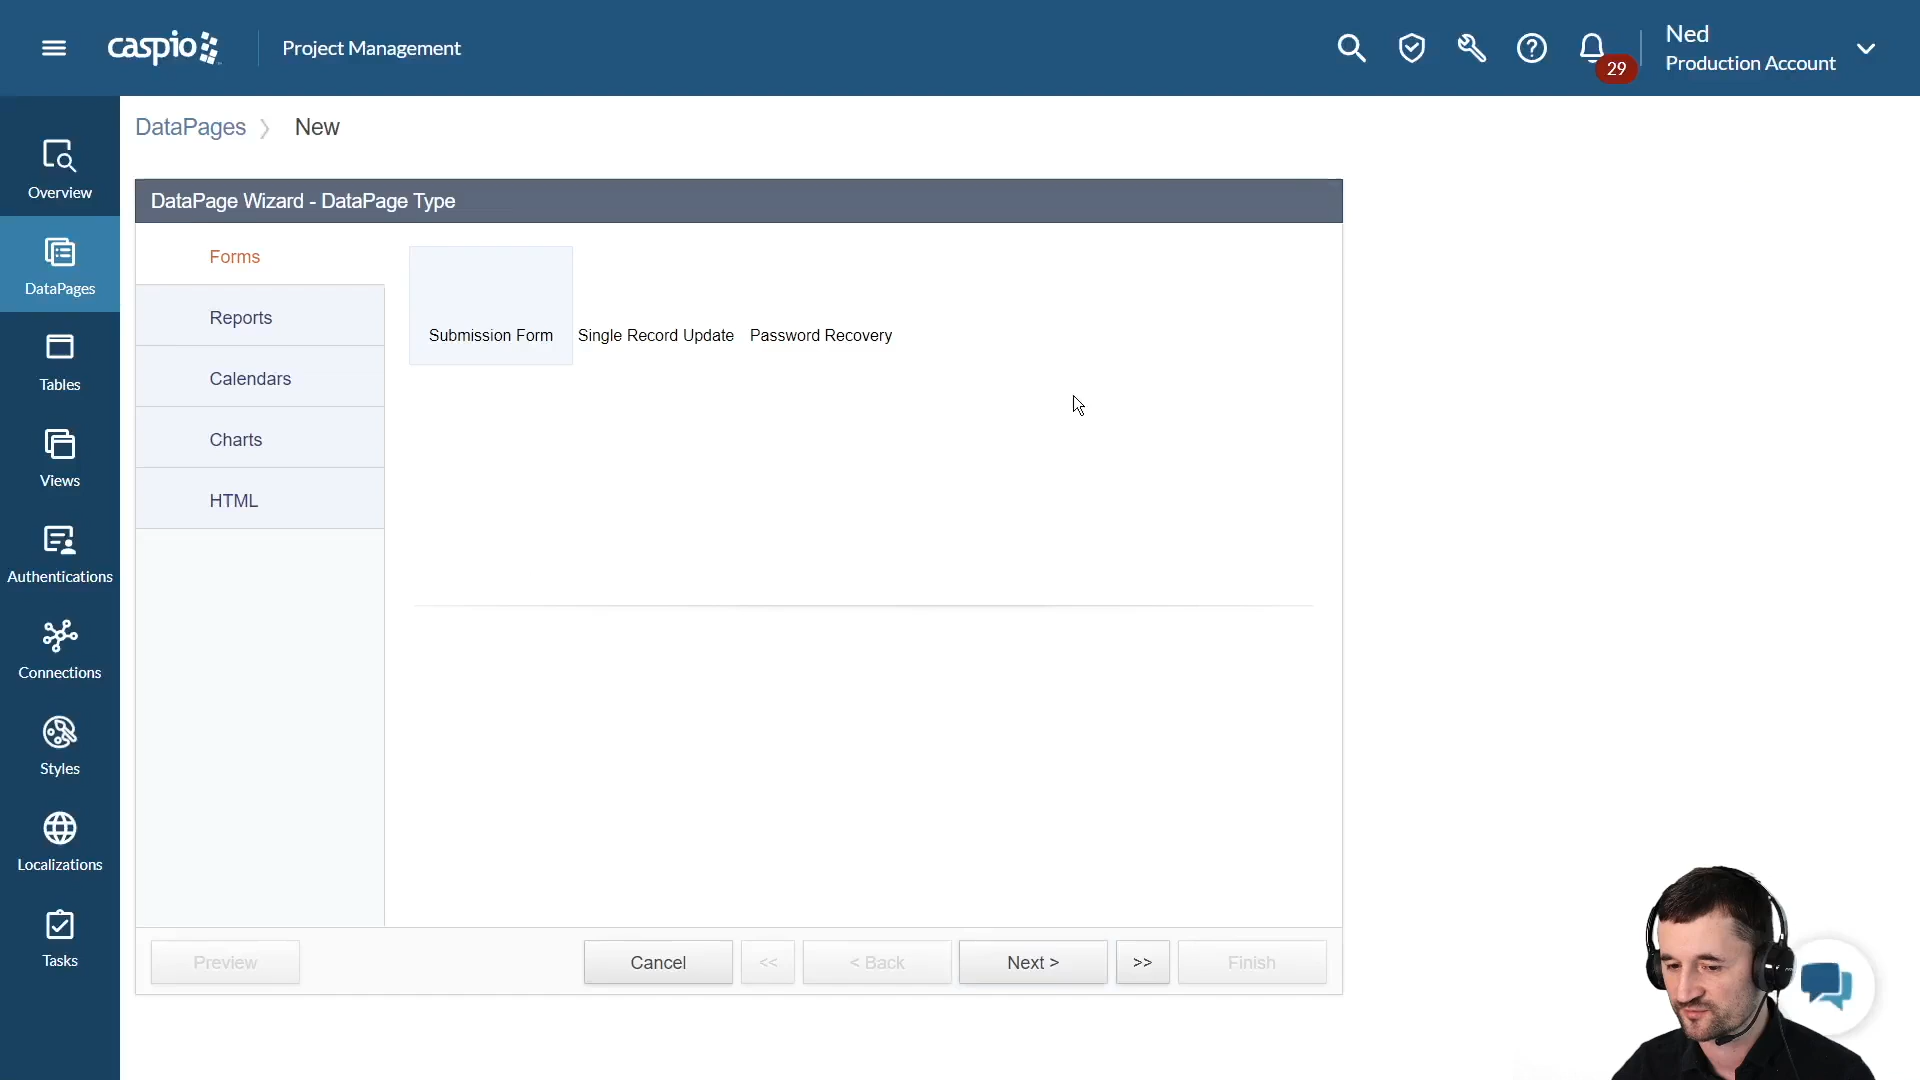 caspio
Project Management
29
Ned
Production Account
Overview
DataPages
Tables
Views
Authentications
Connections
Styles
Localizations
Tasks
DataPages
New
DataPage Wizard - DataPage Type
Forms
Reports
Calendars
Charts
HTML
Submission Form
Single Record Update
Password Recovery
Preview
Cancel
<<
< Back
Next >
>>
Finish